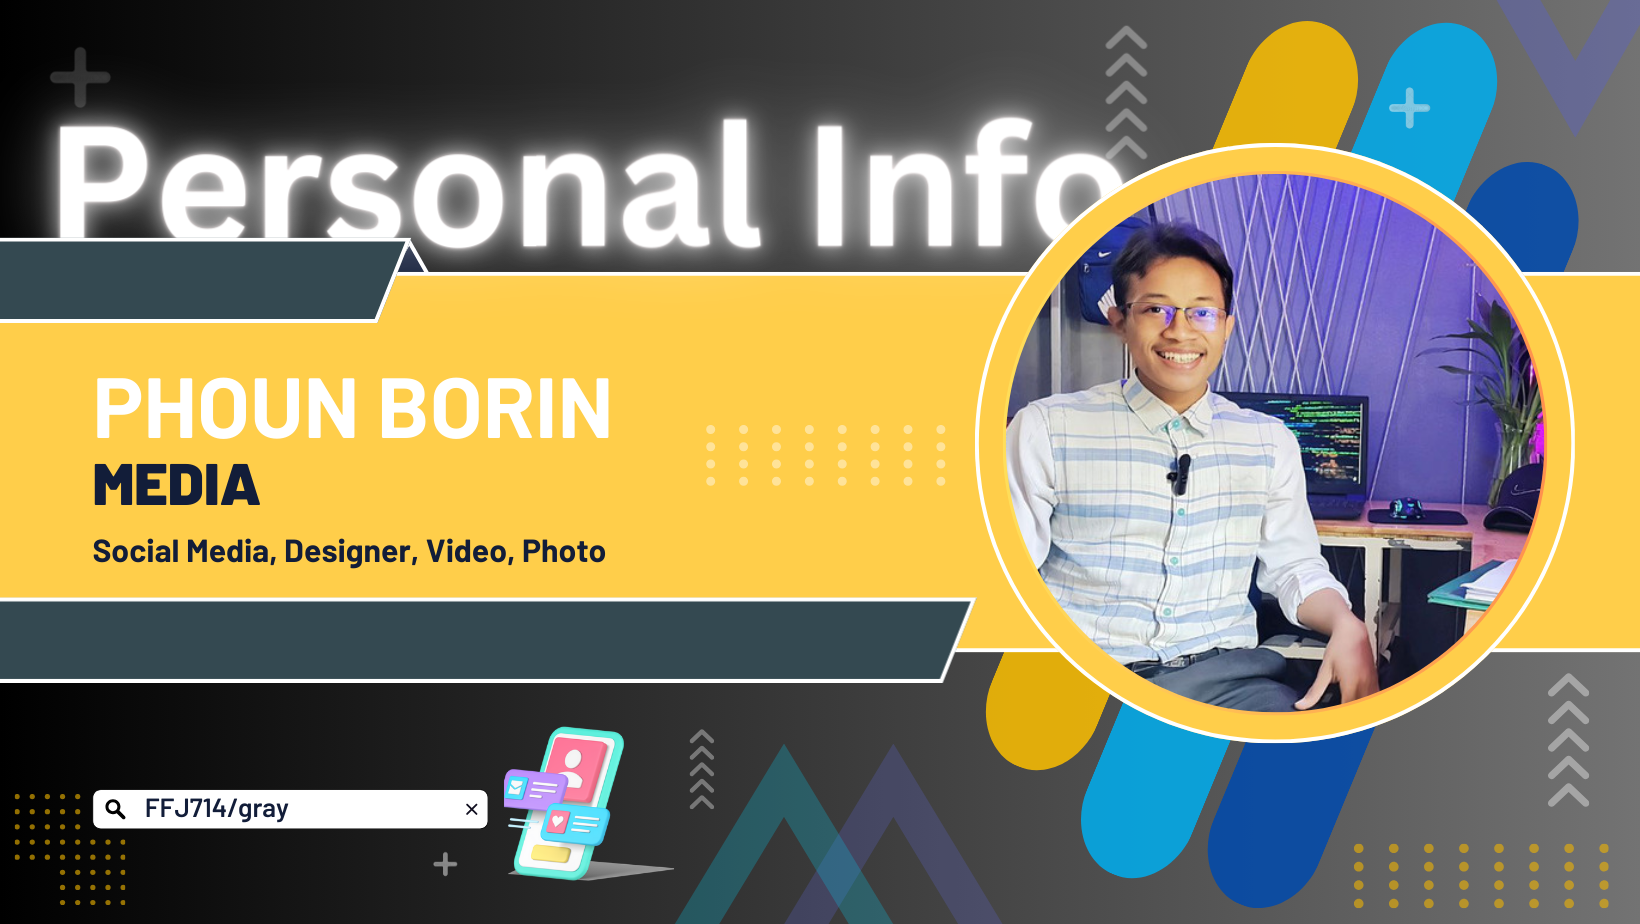 Personal Info
PHOUN BORIN
MEDIA
Social Media, Designer, Video, Photo
FFJ714/gray